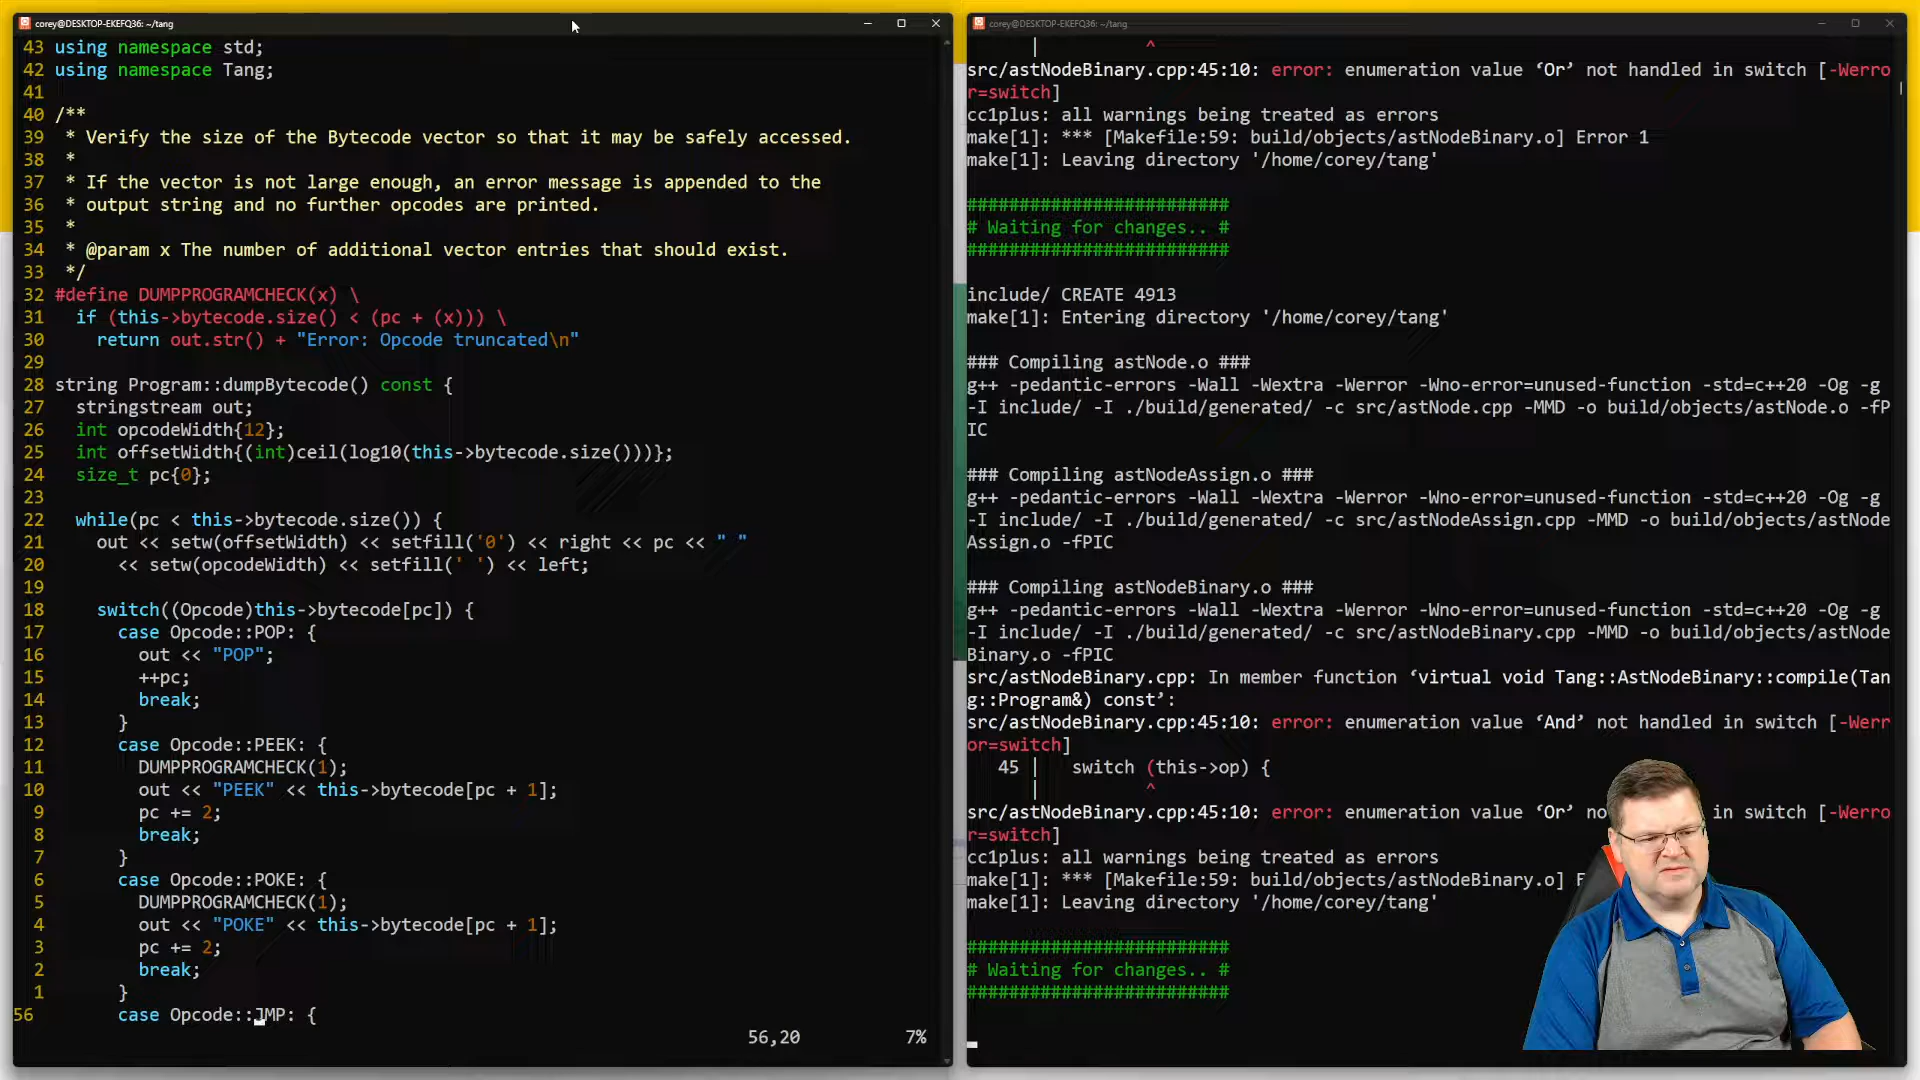 corey@DESKTOP-EKEFQ36: ~/tang
43 using namespace std;
42 using namespace Tang;
41
40 /**
39  * Verify the size of the Bytecode vector so that it may be safely accessed.
38  *
37  * If the vector is not large enough, an error message is appended to the
36  * output string and no further opcodes are printed.
35  *
34  * @param x The number of additional vector entries that should exist.
33  */
32 #define DUMPPROGRAMCHECK(x) \
31   if (this->bytecode.size() < (pc + (x))) \
30     return out.str() + "Error: Opcode truncated\n"
29
28 string Program::dumpBytecode() const {
27   stringstream out;
26   int opcodeWidth{12};
25   int offsetWidth{(int)ceil(log10(this->bytecode.size()))};
24   size_t pc{0};
23
22   while(pc < this->bytecode.size()) {
21     out << setw(offsetWidth) << setfill('0') << right << pc << " "
20       << setw(opcodeWidth) << setfill(' ') << left;
19
18     switch((Opcode)this->bytecode[pc]) {
17       case Opcode::POP: {
16         out << "POP";
15         ++pc;
14         break;
13       }
12       case Opcode::PEEK: {
11         DUMPPROGRAMCHECK(1);
10         out << "PEEK" << this->bytecode[pc + 1];
9         pc += 2;
8         break;
7       }
6       case Opcode::POKE: {
5         DUMPPROGRAMCHECK(1);
4         out << "POKE" << this->bytecode[pc + 1];
3         pc += 2;
2         break;
1       }
56       case Opcode::JMP: {
56,20 7%
corey@DESKTOP-EKEFQ36: ~/tang
| ^
src/astNodeBinary.cpp:45:10: error: enumeration value ‘Or’ not handled in switch [-Werro
r=switch]
cc1plus: all warnings being treated as errors
make[1]: *** [Makefile:59: build/objects/astNodeBinary.o] Error 1
make[1]: Leaving directory '/home/corey/tang'
#########################
# Waiting for changes.. #
#########################
include/ CREATE 4913
make[1]: Entering directory '/home/corey/tang'
### Compiling astNode.o ###
g++ -pedantic-errors -Wall -Wextra -Werror -Wno-error=unused-function -std=c++20 -Og -g
-I include/ -I ./build/generated/ -c src/astNode.cpp -MMD -o build/objects/astNode.o -fP
IC
### Compiling astNodeAssign.o ###
g++ -pedantic-errors -Wall -Wextra -Werror -Wno-error=unused-function -std=c++20 -Og -g
-I include/ -I ./build/generated/ -c src/astNodeAssign.cpp -MMD -o build/objects/astNode
Assign.o -fPIC
### Compiling astNodeBinary.o ###
g++ -pedantic-errors -Wall -Wextra -Werror -Wno-error=unused-function -std=c++20 -Og -g
-I include/ -I ./build/generated/ -c src/astNodeBinary.cpp -MMD -o build/objects/astNode
Binary.o -fPIC
src/astNodeBinary.cpp: In member function ‘virtual void Tang::AstNodeBinary::compile(Tan
g::Program&) const’:
src/astNodeBinary.cpp:45:10: error: enumeration value ‘And’ not handled in switch [-Werr
or=switch]
45 |   switch (this->op) {
| ^
src/astNodeBinary.cpp:45:10: error: enumeration value ‘Or’ in switch [-Werro
r=switch]
cc1plus: all warnings being treated as errors
make[1]: *** [Makefile:59: build/objects/astNodeBinary.o]
make[1]: Leaving directory '/home/corey/tang'
#########################
# Waiting for changes.. #
#########################